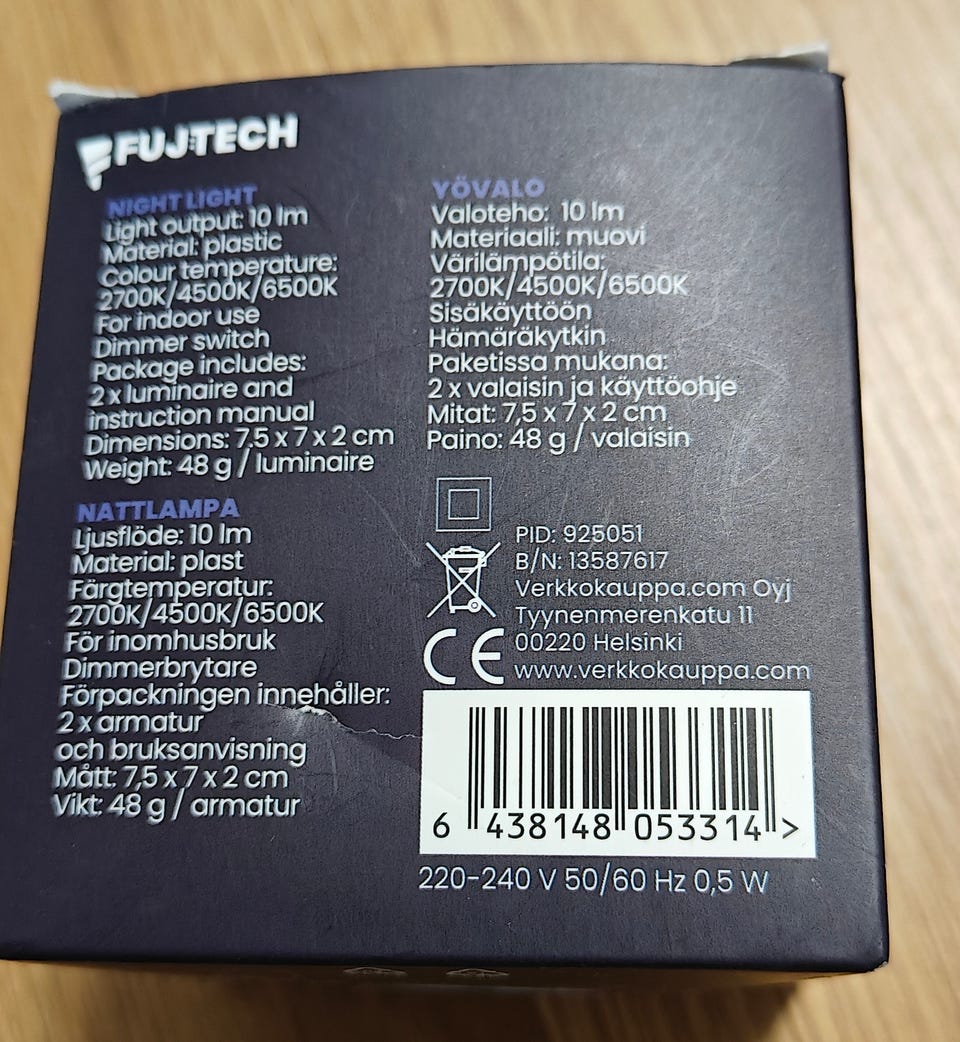 FUJ:TECH
NIGHT LIGHT
Light output: 10 lm
Material: plastic
Colour temperature:
2700K/4500K/6500K
For indoor use
Dimmer switch
Package includes:
2 x luminaire and
instruction manual
Dimensions: 7.5 x 7 x 2 cm
Weight: 48 g / luminaire
NATTLAMPA
Ljusflöde: 10 lm
Material: plast
Färgtemperatur:
2700K/4500K/6500K
För inomhusbruk
Dimmerbrytare
Förpackningen innehåller:
2 x armatur
och bruksanvisning
Mått: 7,5 x 7 x 2 cm
Vikt: 48 g / armatur
YÖVALO
Valoteho: 10 lm
Materiaali: muovi
Värilämpötila:
2700K/4500K/6500K
Sisäkäyttöön
Hämäräkytkin
Paketissa mukana:
2 x valaisin ja käyttöohje
Mitat: 7,5 x 7 x 2 cm
Paino: 48 g / valaisin
PID: 925051
B/N: 13587617
Verkkokauppa.com Oyj
Tyynenmerenkatu 11
00220 Helsinki
www.verkkokauppa.com
CE
6 438148 053314 >
220-240 V 50/60 Hz 0,5 W